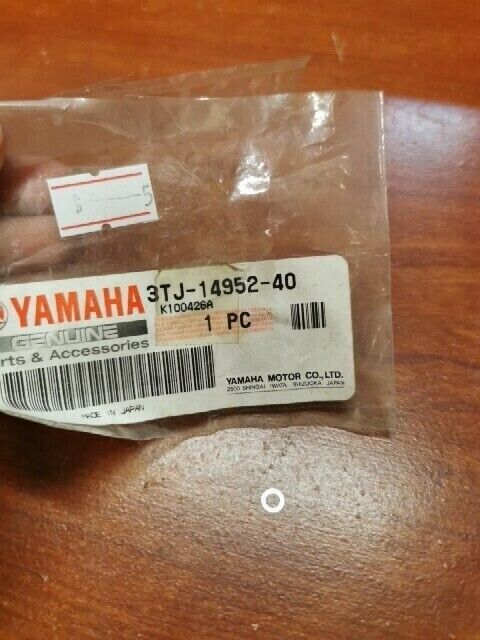 3TJ-14952-40
YAMAHA
K100426A
GENUINE
1 PC
rts & Accessories
YAMAHA MOTOR CO.,LTD.
2500 SHINGAI IWATA SHIZUOKA JAPAN
MADE IN JAPAN